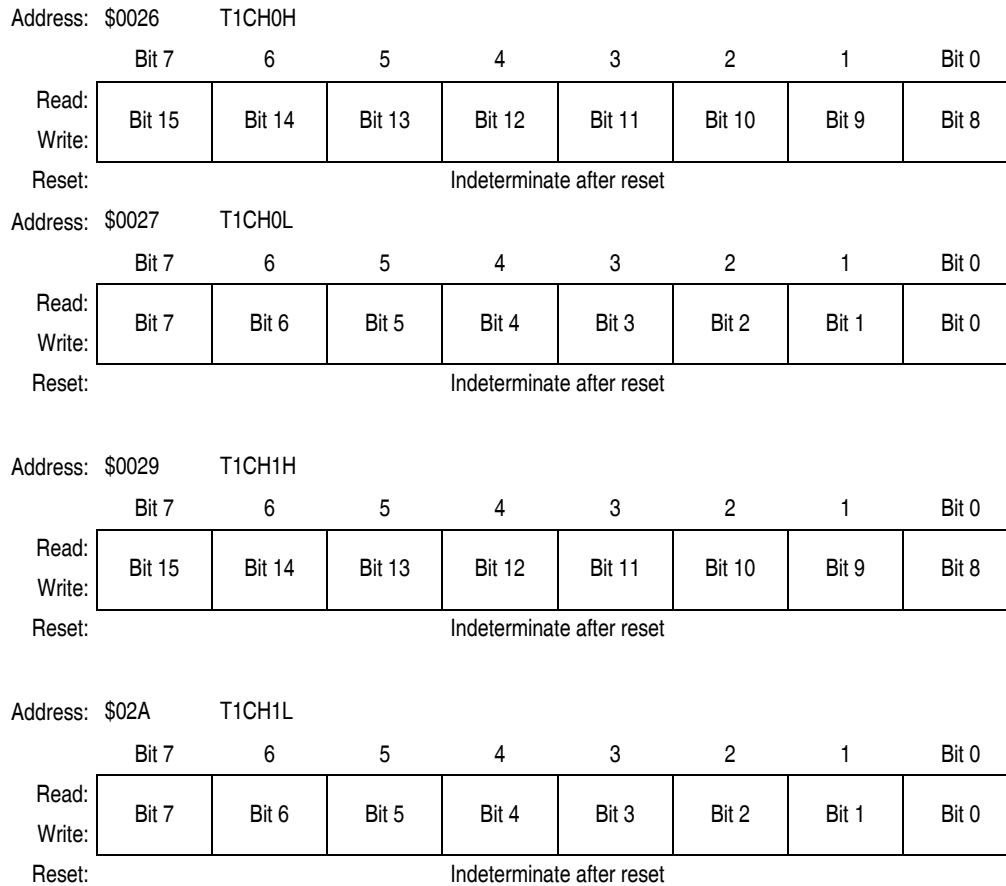 Address: $0026 T1CH0H
Bit 7 6 5 4 3 2 1 Bit 0
Read:
Bit 15 Bit 14 Bit 13 Bit 12 Bit 11 Bit 10 Bit 9 Bit 8
Write:
Reset: Indeterminate after reset
Address: $0027 T1CH0L
Bit 7 6 5 4 3 2 1 Bit 0
Read:
Bit 7 Bit 6 Bit 5 Bit 4 Bit 3 Bit 2 Bit 1 Bit 0
Write:
Reset: Indeterminate after reset
Address: $0029 T1CH1H
Bit 7 6 5 4 3 2 1 Bit 0
Read:
Bit 15 Bit 14 Bit 13 Bit 12 Bit 11 Bit 10 Bit 9 Bit 8
Write:
Reset: Indeterminate after reset
Address: $02A T1CH1L
Bit 7 6 5 4 3 2 1 Bit 0
Read:
Bit 7 Bit 6 Bit 5 Bit 4 Bit 3 Bit 2 Bit 1 Bit 0
Write:
Reset: Indeterminate after reset